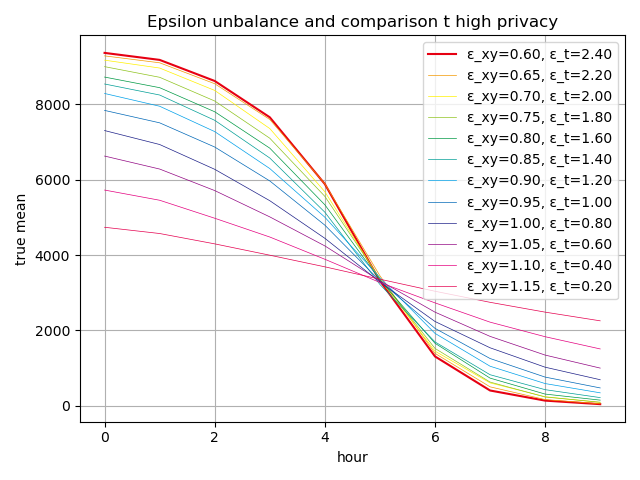 Epsilon unbalance and comparison t high privacy
true mean
8000
6000
4000
2000
0
ε_xy=0.60, ε_t=2.40
ε_xy=0.65, ε_t=2.20
ε_xy=0.70, ε_t=2.00
ε_xy=0.75, ε_t=1.80
ε_xy=0.80, ε_t=1.60
ε_xy=0.85, ε_t=1.40
ε_xy=0.90, ε_t=1.20
ε_xy=0.95, ε_t=1.00
ε_xy=1.00, ε_t=0.80
ε_xy=1.05, ε_t=0.60
ε_xy=1.10, ε_t=0.40
ε_xy=1.15, ε_t=0.20
0 2 4 6 8
hour